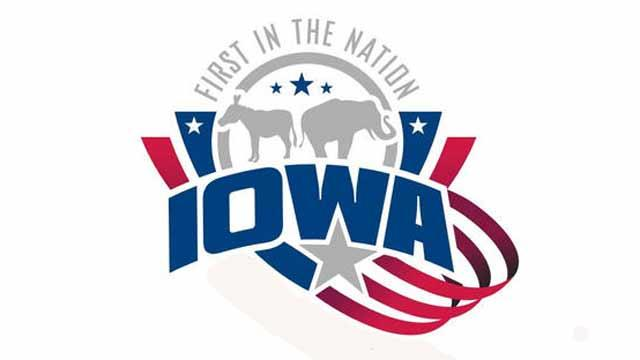 FIRST IN THE NATION
IOWA